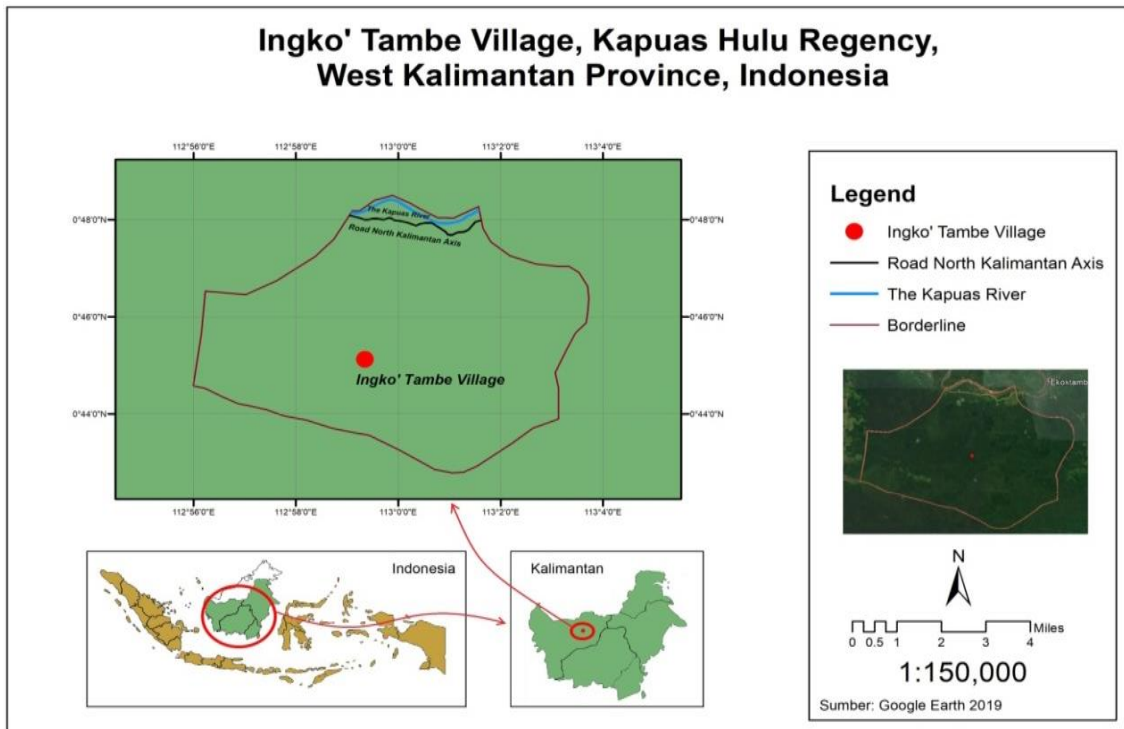 Ingko' Tambe Village, Kapuas Hulu Regency,
West Kalimantan Province, Indonesia
112°56'0"E 112°58'0"E 113°0'0"E 113°2'0"E 113°4'0"E
0°48'0"N 0°48'0"N
The Kapuas River
Road North Kalimantan Axis
0°46'0"N 0°46'0"N
Ingko' Tambe Village
0°44'0"N 0°44'0"N
112°56'0"E 112°58'0"E 113°0'0"E 113°2'0"E 113°4'0"E
Indonesia
Kalimantan
Legend
Ingko' Tambe Village
Road North Kalimantan Axis
The Kapuas River
Borderline
N
0 0.5 1 2 3 4 Miles
1:150,000
Sumber: Google Earth 2019